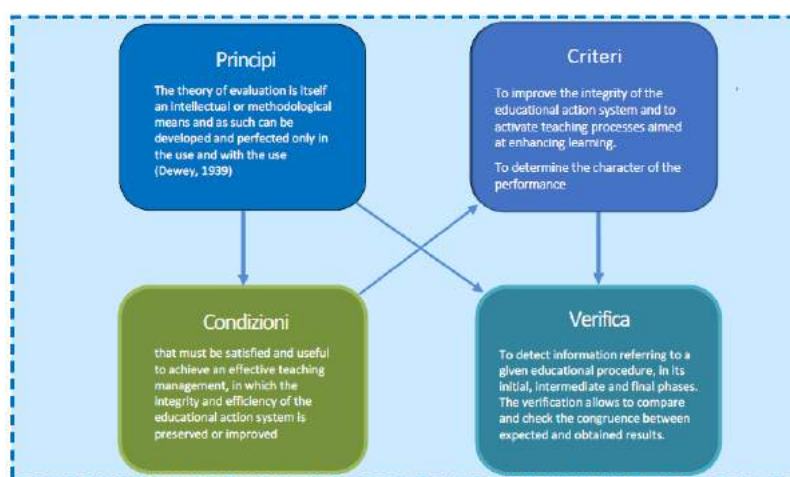 Principi
The theory of evaluation is itself
an intellectual or methodological
means and as such can be
developed and perfected only in
the use and with the use
(Dewey, 1939)
Criteri
To improve the integrity of the
educational action system and to
activate teaching processes aimed
at enhancing learning.
To determine the character of the
performance
Condizioni
that must be satisfied and useful
to achieve an effective teaching
management, in which the
integrity and efficiency of the
educational action system is
preserved or improved
Verifica
To detect information referring to a
given educational procedure, in its
initial, intermediate and final phases.
The verification allows to compare
and check the congruence between
expected and obtained results.